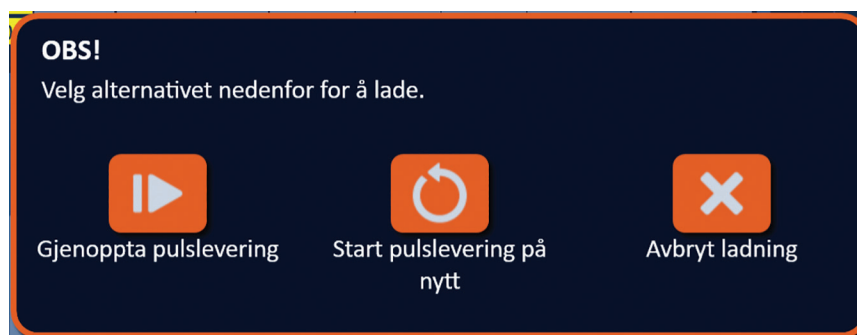 OBS!
Velg alternativet nedenfor for å lade.
Gjenoppta pulslevering
Start pulslevering på
nytt
Avbryt ladning